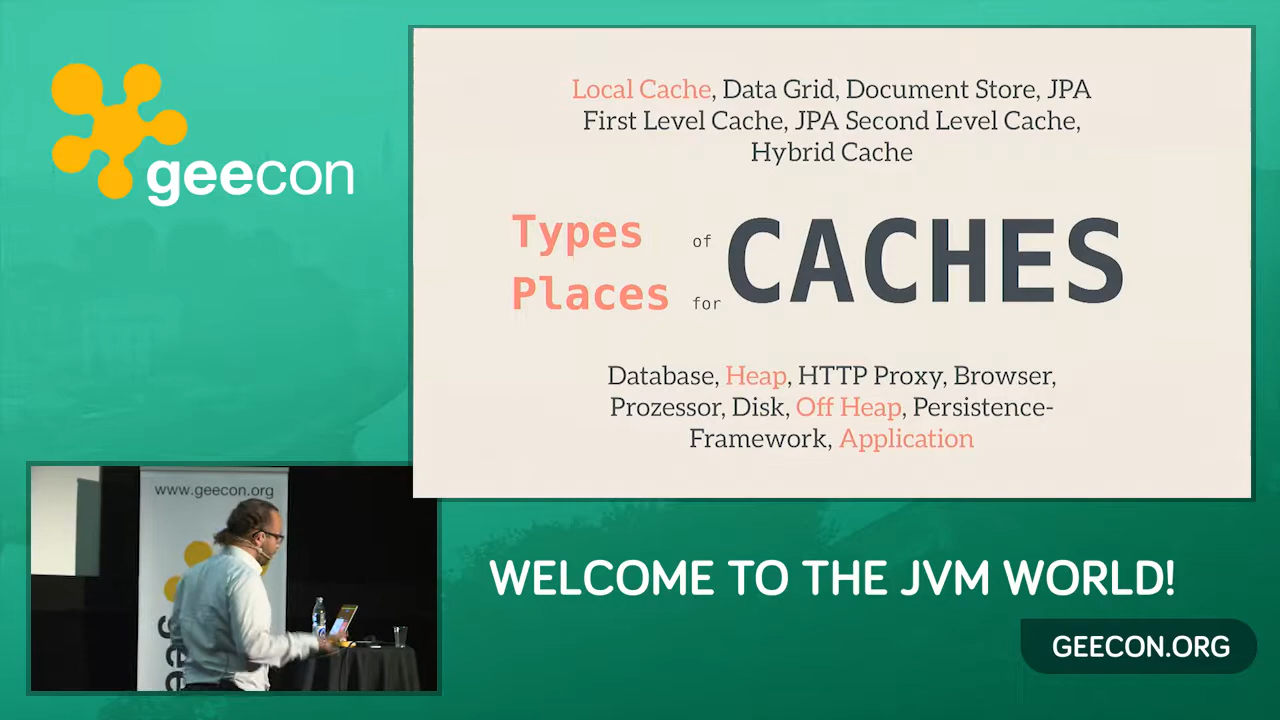 geecon
Local Cache, Data Grid, Document Store, JPA
First Level Cache, JPA Second Level Cache,
Hybrid Cache
Types of
Places for
CACHES
Database, Heap, HTTP Proxy, Browser,
Prozessor, Disk, Off Heap, Persistence-
Framework, Application
www.geecon.org
gee
WELCOME TO THE JVM WORLD!
GEECON.ORG